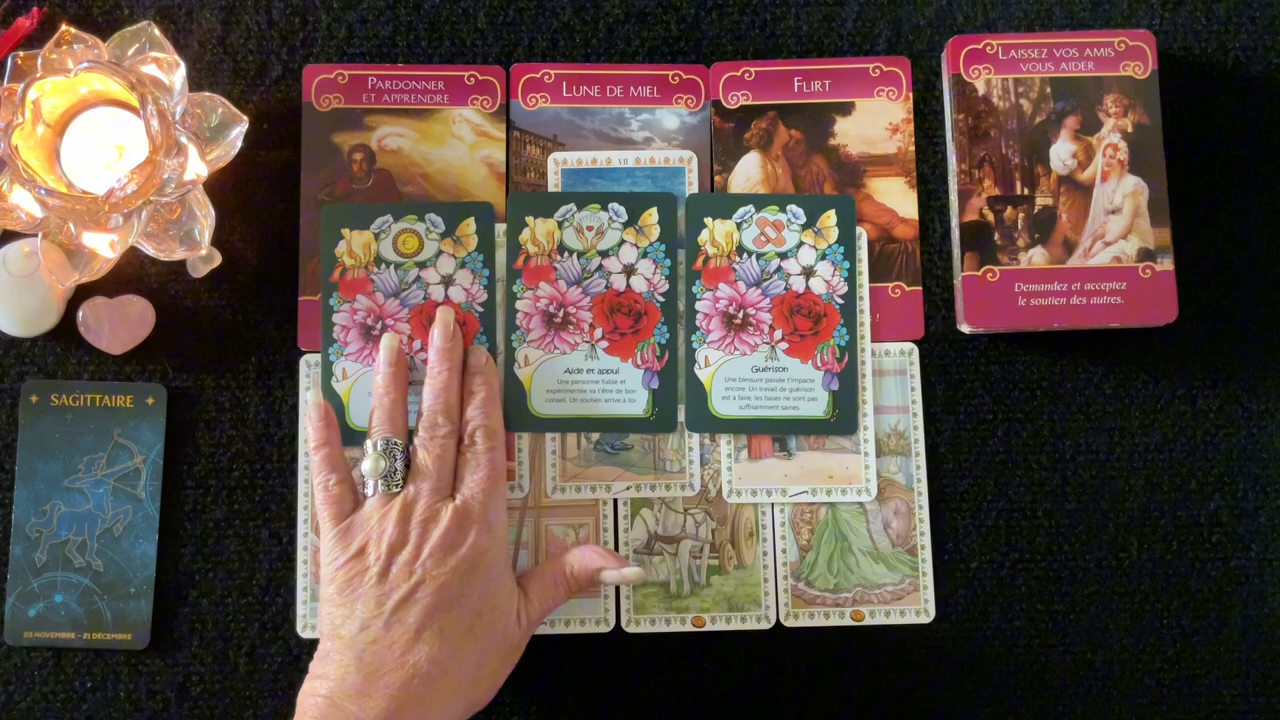 PARDONNER
ET APPRENDRE
LUNE DE MIEL
FLIRT
LAISSEZ VOS AMIS
VOUS AIDER
VII
Demandez et acceptez
le soutien des autres.
!
Aide et appui
Une personne fiable et
expérimentée va t'être de bon
conseil. Un soutien arrive à toi.
Guérison
Une blessure passée t'impacte
encore. Un travail de guérison
est à faire, les bases ne sont pas
suffisamment saines.
SAGITTAIRE
23 NOVEMBRE - 21 DÉCEMBRE